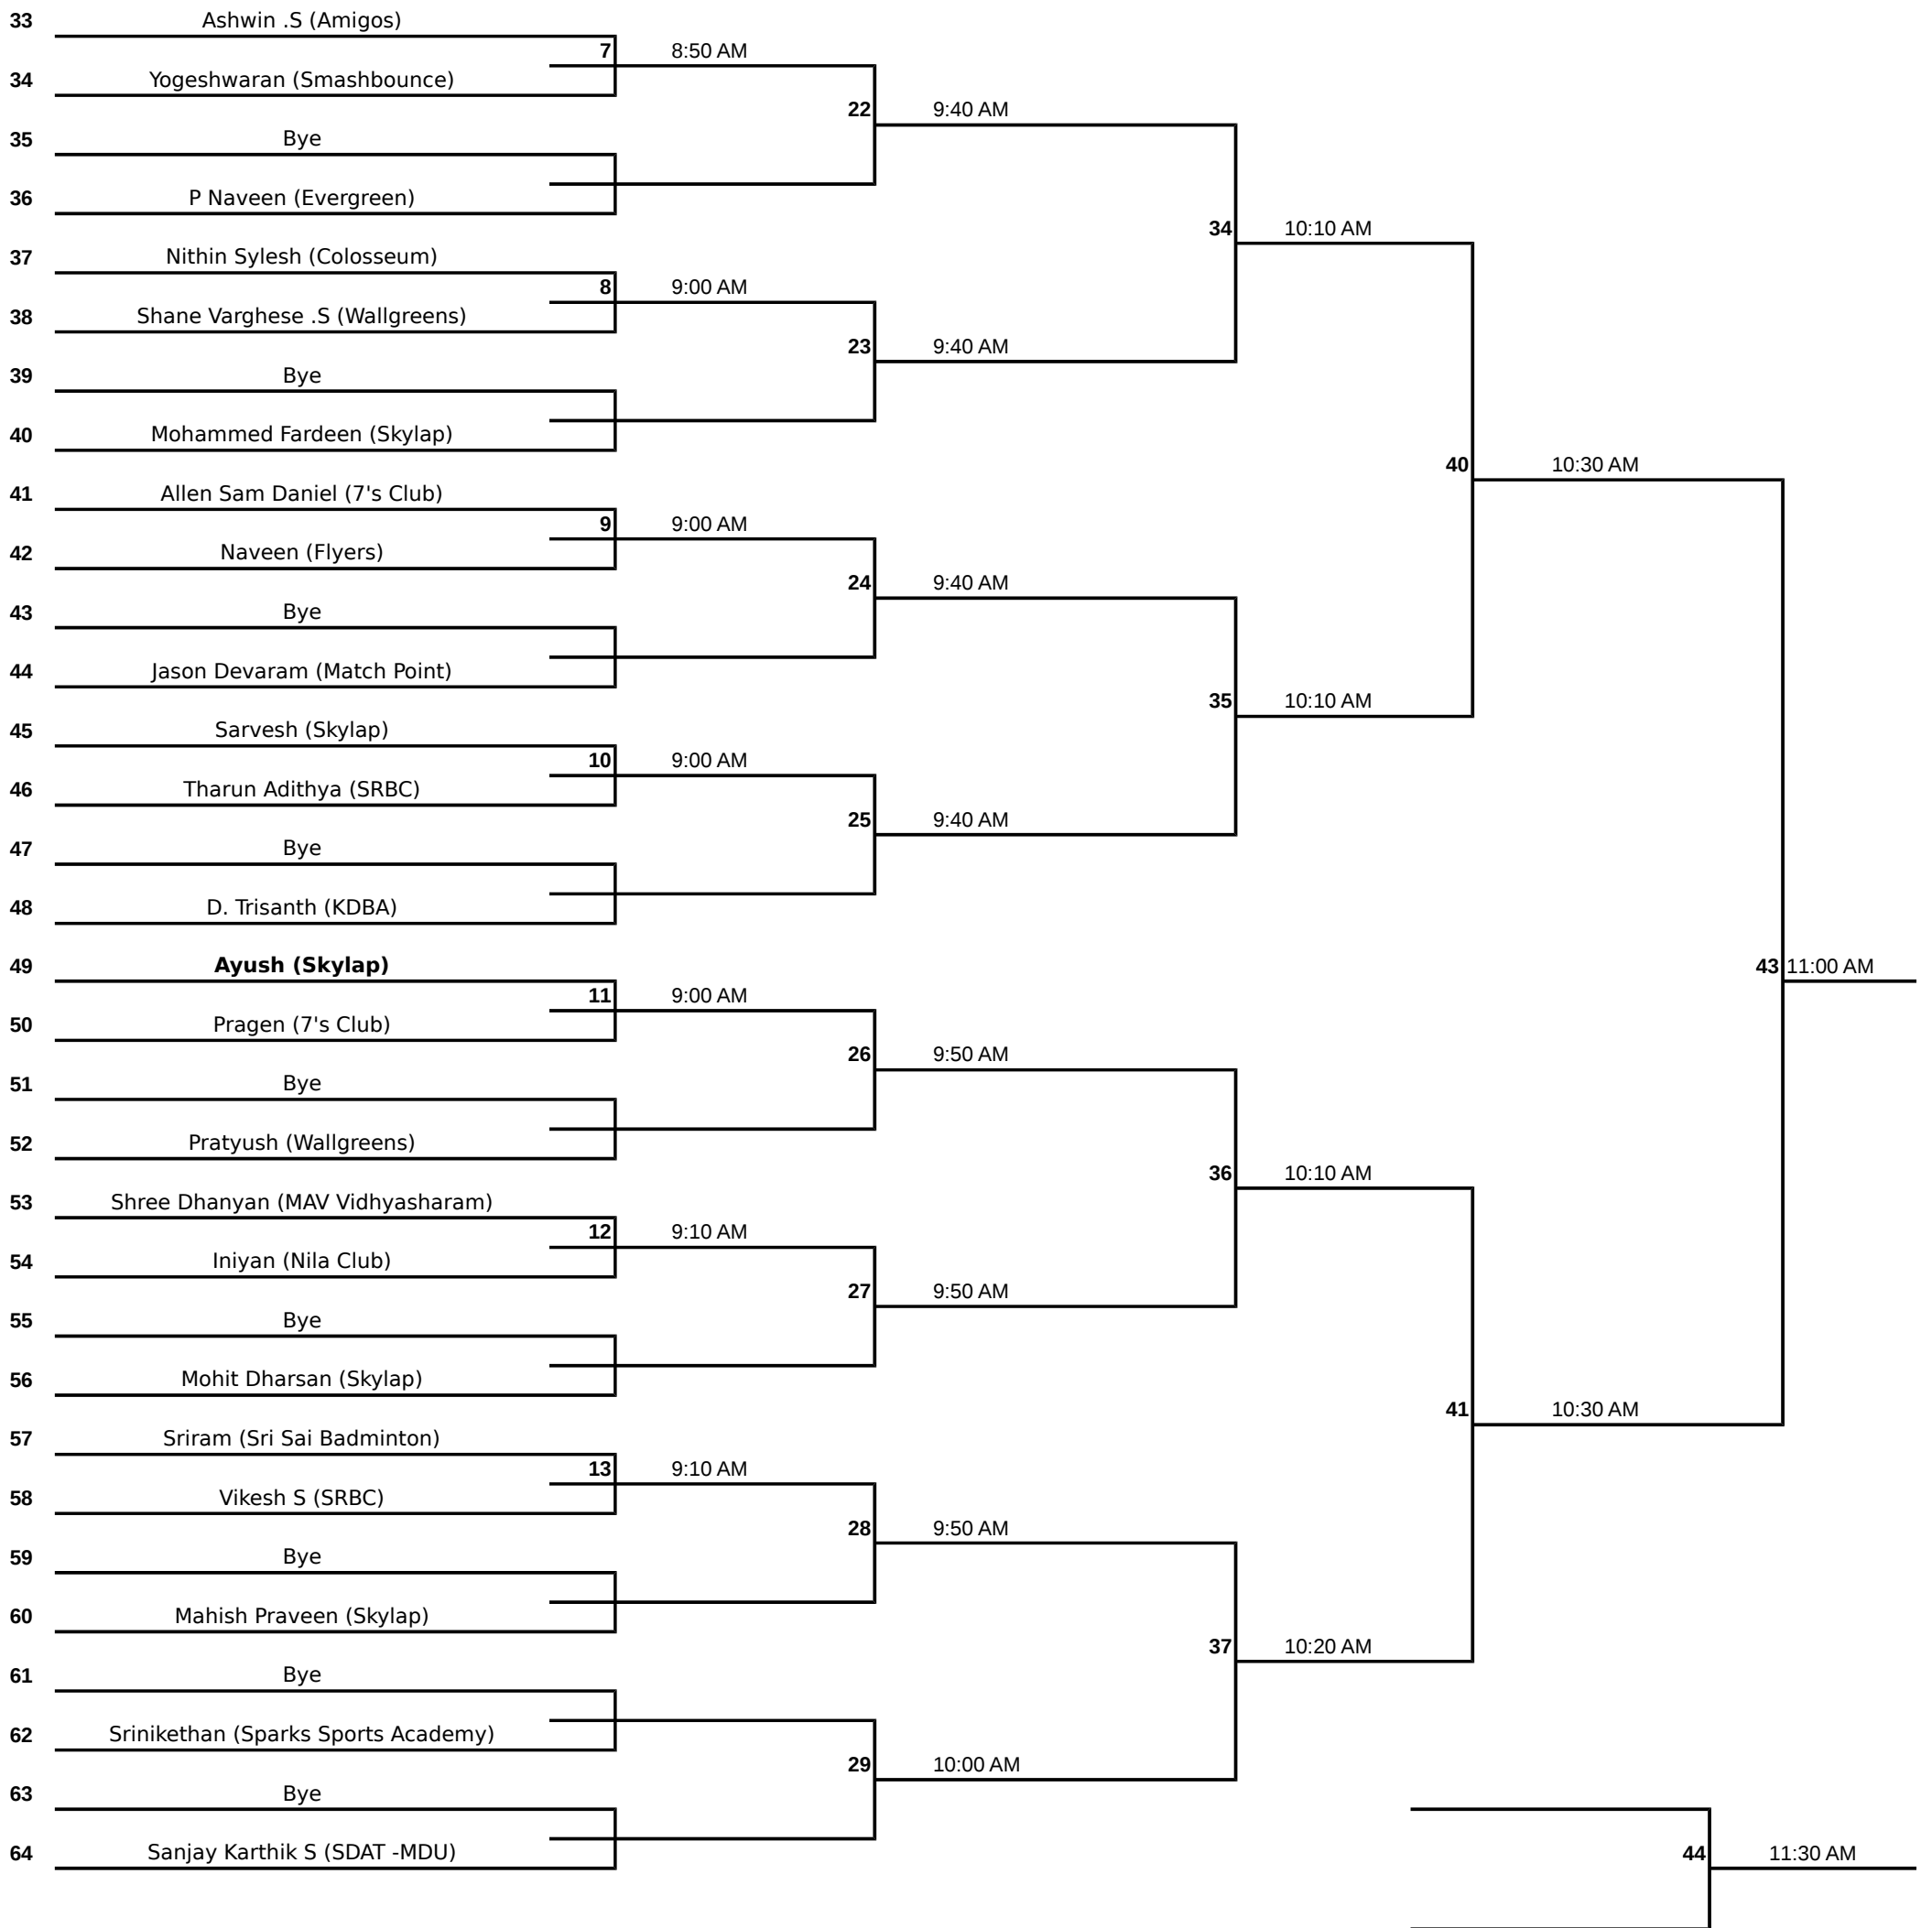 33 Ashwin .S (Amigos)
7 8:50 AM
34 Yogeshwaran (Smashbounce)
22 9:40 AM
35 Bye
36 P Naveen (Evergreen)
34 10:10 AM
37 Nithin Sylesh (Colosseum)
8 9:00 AM
38 Shane Varghese .S (Wallgreens)
23 9:40 AM
39 Bye
40 Mohammed Fardeen (Skylap)
40 10:30 AM
41 Allen Sam Daniel (7's Club)
9 9:00 AM
42 Naveen (Flyers)
24 9:40 AM
43 Bye
44 Jason Devaram (Match Point)
35 10:10 AM
45 Sarvesh (Skylap)
10 9:00 AM
46 Tharun Adithya (SRBC)
25 9:40 AM
47 Bye
48 D. Trisanth (KDBA)
49 Ayush (Skylap)
43 11:00 AM
11 9:00 AM
50 Pragen (7's Club)
26 9:50 AM
51 Bye
52 Pratyush (Wallgreens)
36 10:10 AM
53 Shree Dhanyan (MAV Vidhyasharam)
12 9:10 AM
54 Iniyan (Nila Club)
27 9:50 AM
55 Bye
56 Mohit Dharsan (Skylap)
41 10:30 AM
57 Sriram (Sri Sai Badminton)
13 9:10 AM
58 Vikesh S (SRBC)
28 9:50 AM
59 Bye
60 Mahish Praveen (Skylap)
37 10:20 AM
61 Bye
62 Srinikethan (Sparks Sports Academy)
29 10:00 AM
63 Bye
64 Sanjay Karthik S (SDAT -MDU)
44 11:30 AM